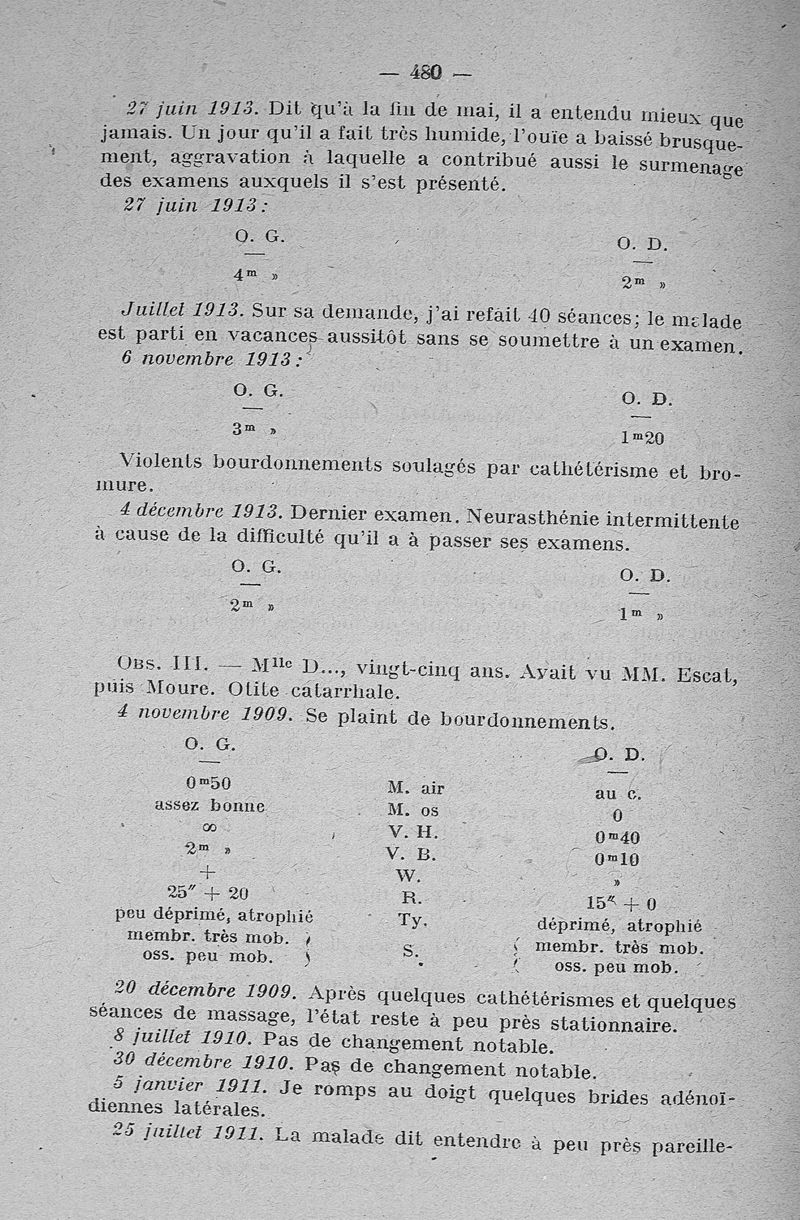 — 480 —
27 juin 1913. Dit qu'à la fin de mai, il a entendu mieux que
jamais. Un jour qu'il a fait très humide, l'ouïe a baissé brusque-
ment, aggravation à laquelle a contribué aussi le surmenage
des examens auxquels il s'est présenté.
27 juin 1913 :
O. G. O. D.
4m » 2m »
Juillet 1913. Sur sa demande, j'ai refait 40 séances; le malade
est parti en vacances aussitôt sans se soumettre à un examen.
6 novembre 1913 :
O. G. O. D.
3m » 1m20
Violents bourdonnements soulagés par cathétérisme et bro-
mure.
4 décembre 1913. Dernier examen. Neurasthénie intermittente
à cause de la difficulté qu'il a à passer ses examens.
O. G. O. D.
2m » 1m »
OBS. III. — Mlle D..., vingt-cinq ans. Avait vu MM. Escat,
puis Moure. Otite catarrhale.
4 novembre 1909. Se plaint de bourdonnements.
O. G. O. D.
0m50 M. air au c.
assez bonne M. os 0
∞ V. H. 0m40
2m » V. B. 0m10
+ W. »
25″ + 20 R. 15″ + 0
peu déprimé, atrophié Ty. déprimé, atrophié
membr. très mob. S. membr. très mob.
oss. peu mob. oss. peu mob.
20 décembre 1909. Après quelques cathétérismes et quelques
séances de massage, l'état reste à peu près stationnaire.
8 juillet 1910. Pas de changement notable.
30 décembre 1910. Pas de changement notable.
5 janvier 1911. Je romps au doigt quelques brides adénoï-
diennes latérales.
25 juillet 1911. La malade dit entendre à peu près pareille-